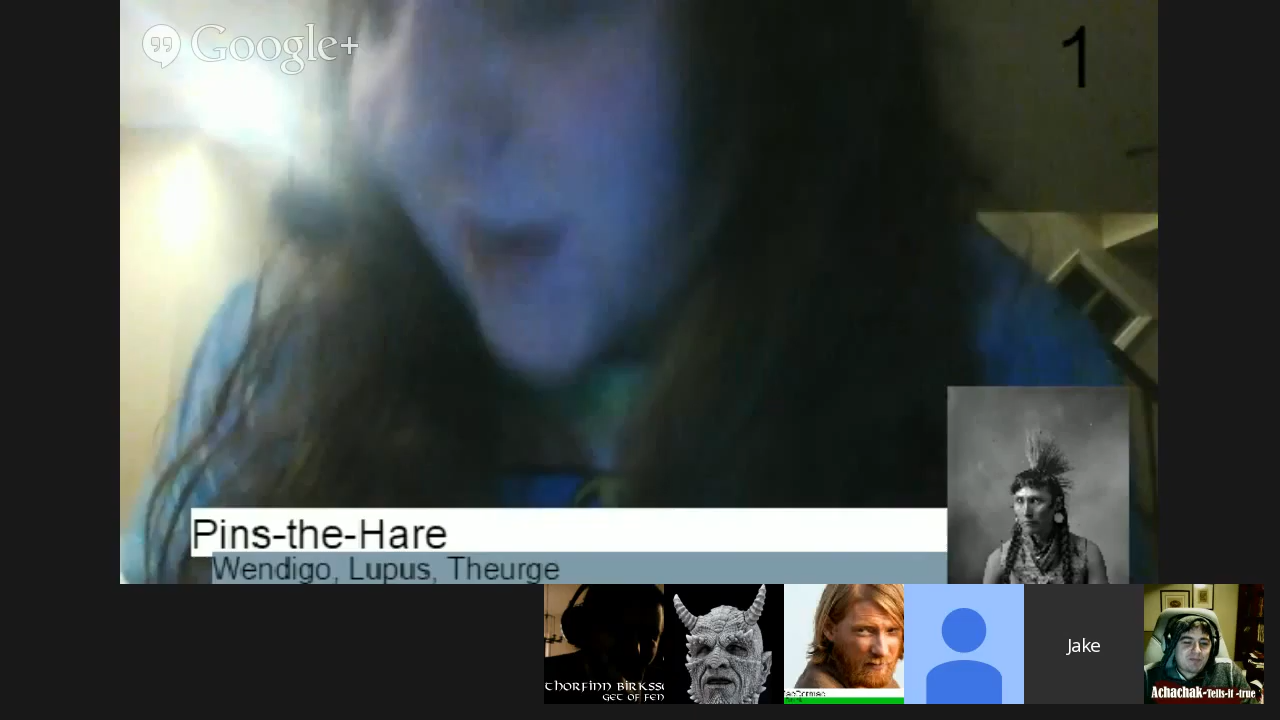 Google+
1
Pins-the-Hare
Wendigo, Lupus, Theurge
THORFINN BIRKSS
GET OF FEN
Jake
Achachak-Tells-it-true